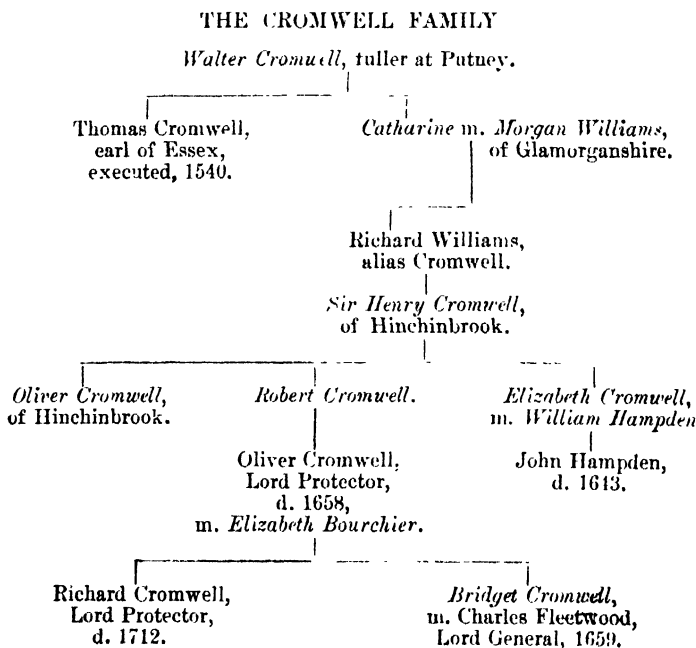 THE CROMWELL FAMILY
Walter Cromwell, fuller at Putney.
Thomas Cromwell,
earl of Essex,
executed, 1540.
Catharine m. Morgan Williams,
of Glamorganshire.
Richard Williams,
alias Cromwell.
Sir Henry Cromwell,
of Hinchinbrook.
Oliver Cromwell,
of Hinchinbrook.
Robert Cromwell.
Elizabeth Cromwell,
m. William Hampden
Oliver Cromwell,
Lord Protector,
d. 1658,
m. Elizabeth Bourchier.
John Hampden,
d. 1643.
Richard Cromwell,
Lord Protector,
d. 1712.
Bridget Cromwell,
m. Charles Fleetwood,
Lord General, 1659.